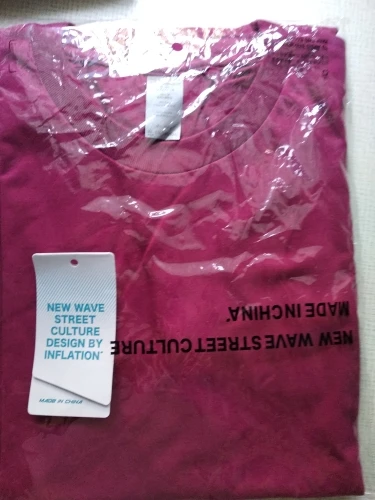 NEW WAVE
STREET
CULTURE
DESIGN BY
INFLATION
MADE IN CHINA
NEW WAVE STREET CULTURE
MADE IN CHINA